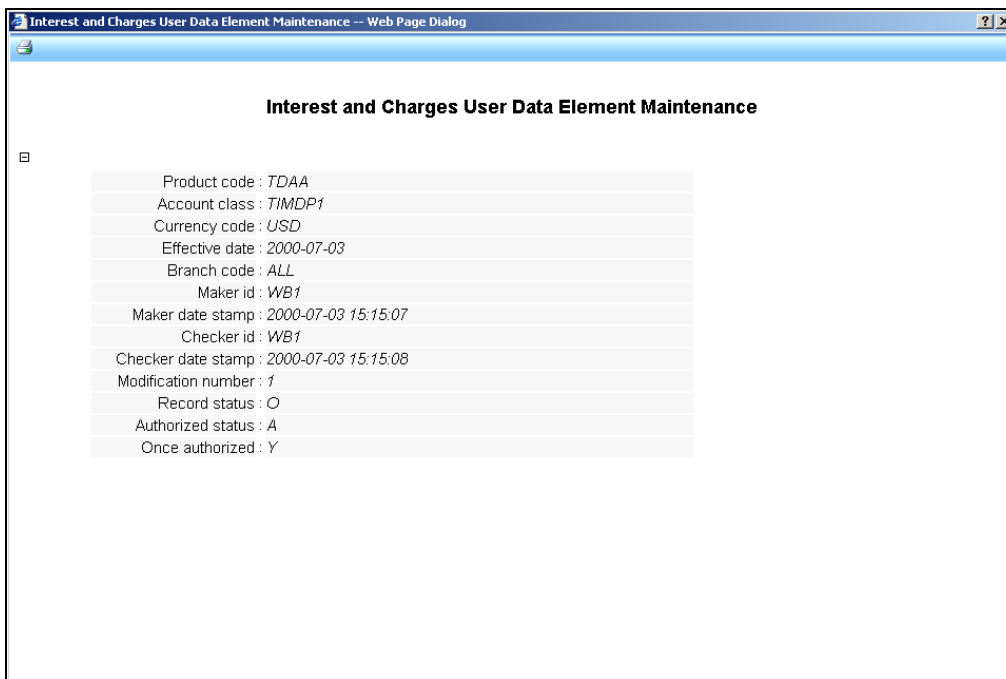 Interest and Charges User Data Element Maintenance -- Web Page Dialog
Interest and Charges User Data Element Maintenance
Product code : TDAA
Account class : TIMDP1
Currency code : USD
Effective date : 2000-07-03
Branch code : ALL
Maker id : WB1
Maker date stamp : 2000-07-03 15:15:07
Checker id : WB1
Checker date stamp : 2000-07-03 15:15:08
Modification number : 1
Record status : O
Authorized status : A
Once authorized : Y